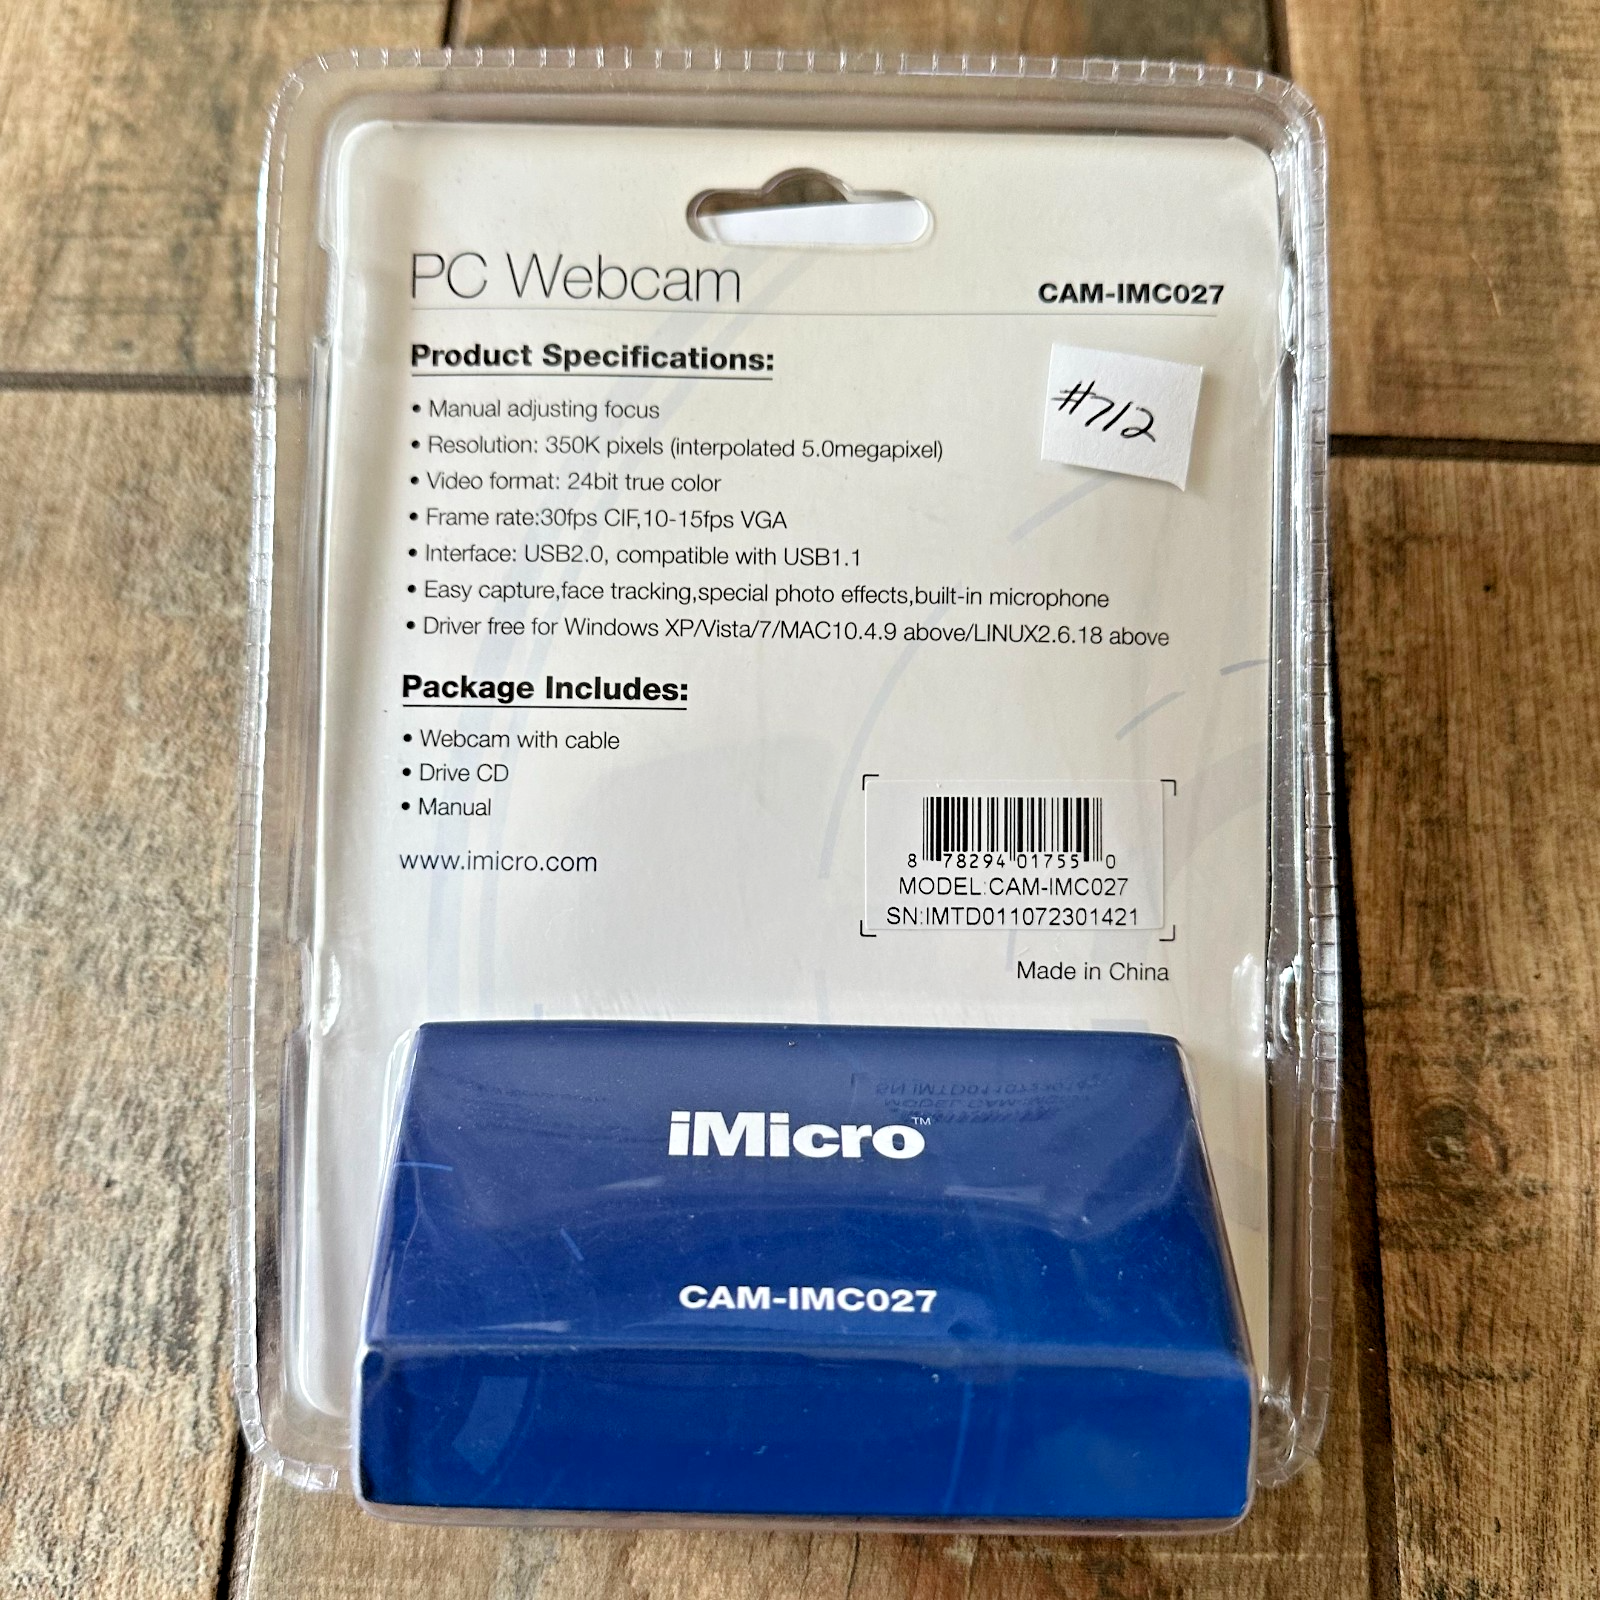 PC Webcam
CAM-IMC027
Product Specifications:
#712
• Manual adjusting focus
• Resolution: 350K pixels (interpolated 5.0megapixel)
• Video format: 24bit true color
• Frame rate:30fps CIF,10-15fps VGA
• Interface: USB2.0, compatible with USB1.1
• Easy capture,face tracking,special photo effects,built-in microphone
• Driver free for Windows XP/Vista/7/MAC10.4.9 above/LINUX2.6.18 above
Package Includes:
• Webcam with cable
• Drive CD
• Manual
www.imicro.com
8 78294 01755 0
MODEL:CAM-IMC027
SN:IMTD011072301421
Made in China
iMicro™
CAM-IMC027